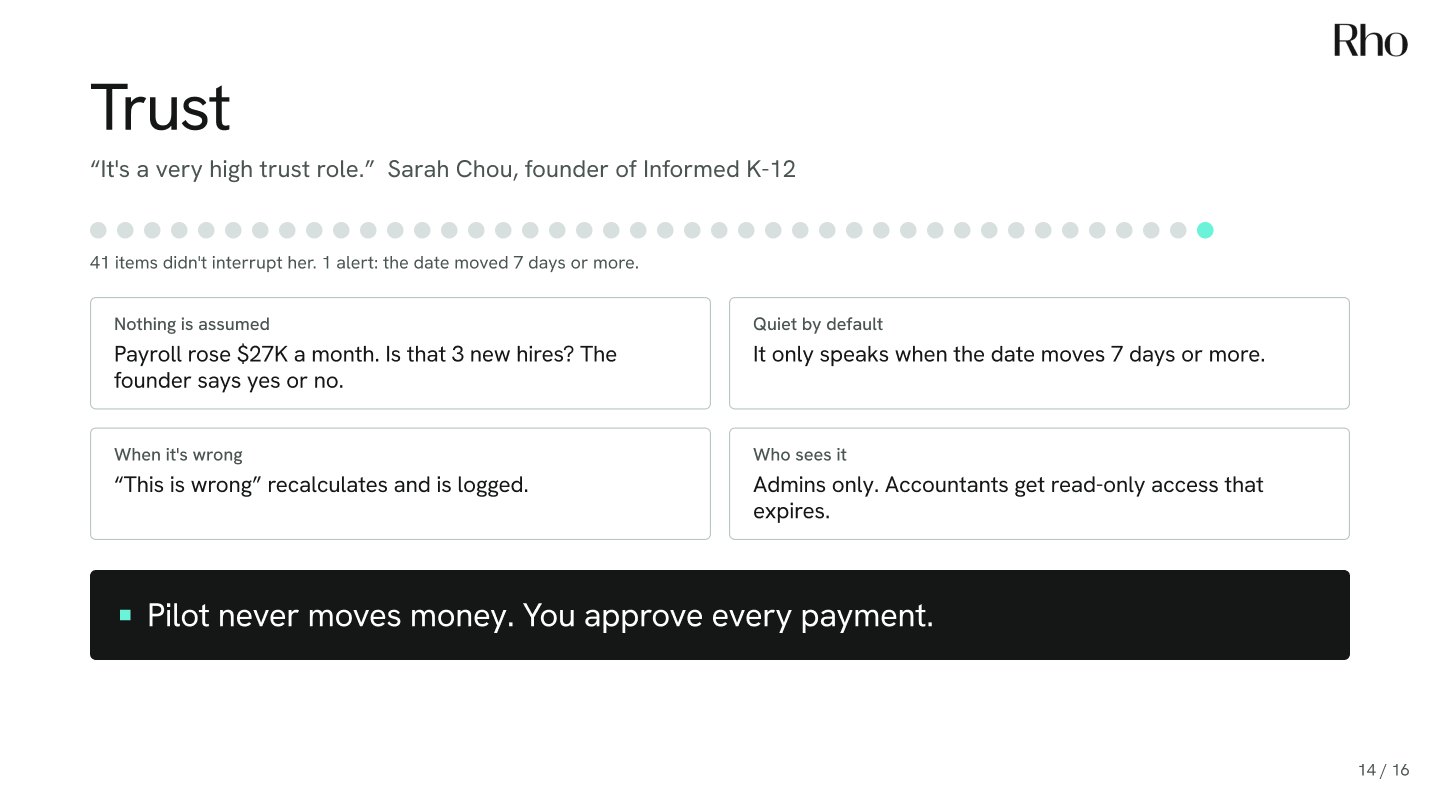 Rho
Trust
“It's a very high trust role.”  Sarah Chou, founder of Informed K-12
41 items didn't interrupt her. 1 alert: the date moved 7 days or more.
Nothing is assumed
Payroll rose $27K a month. Is that 3 new hires? The
founder says yes or no.
Quiet by default
It only speaks when the date moves 7 days or more.
When it's wrong
“This is wrong” recalculates and is logged.
Who sees it
Admins only. Accountants get read-only access that
expires.
Pilot never moves money. You approve every payment.
14 / 16